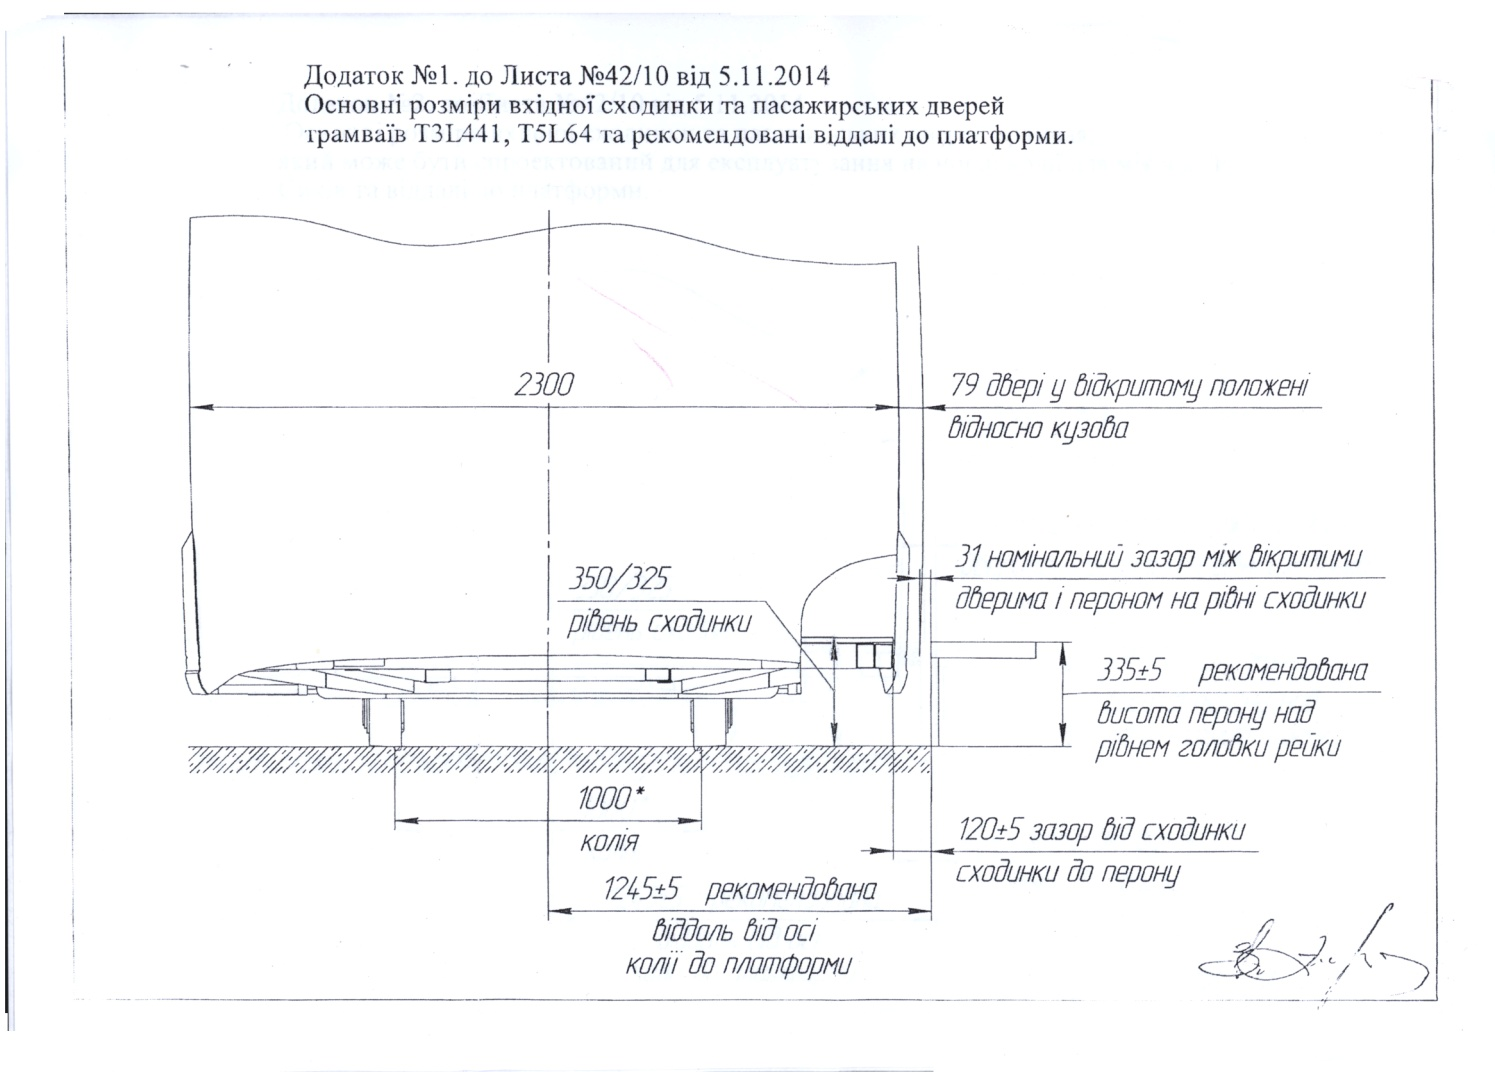 Додаток №1. до Листа №42/10 від 5.11.2014
Основні розміри вхідної сходинки та пасажирських дверей
трамваїв T3L441, T5L64 та рекомендовані віддалі до платформи.
2300
79 двері у відкритому положені
відносно кузова
31 номінальний зазор між вікритими
дверима і пероном на рівні сходинки
350/325
рівень сходинки
335±5 рекомендована
висота перону над
рівнем головки рейки
1000*
колія
120±5 зазор від сходинки
сходинки до перону
1245±5 рекомендована
віддаль від осі
колії до платформи